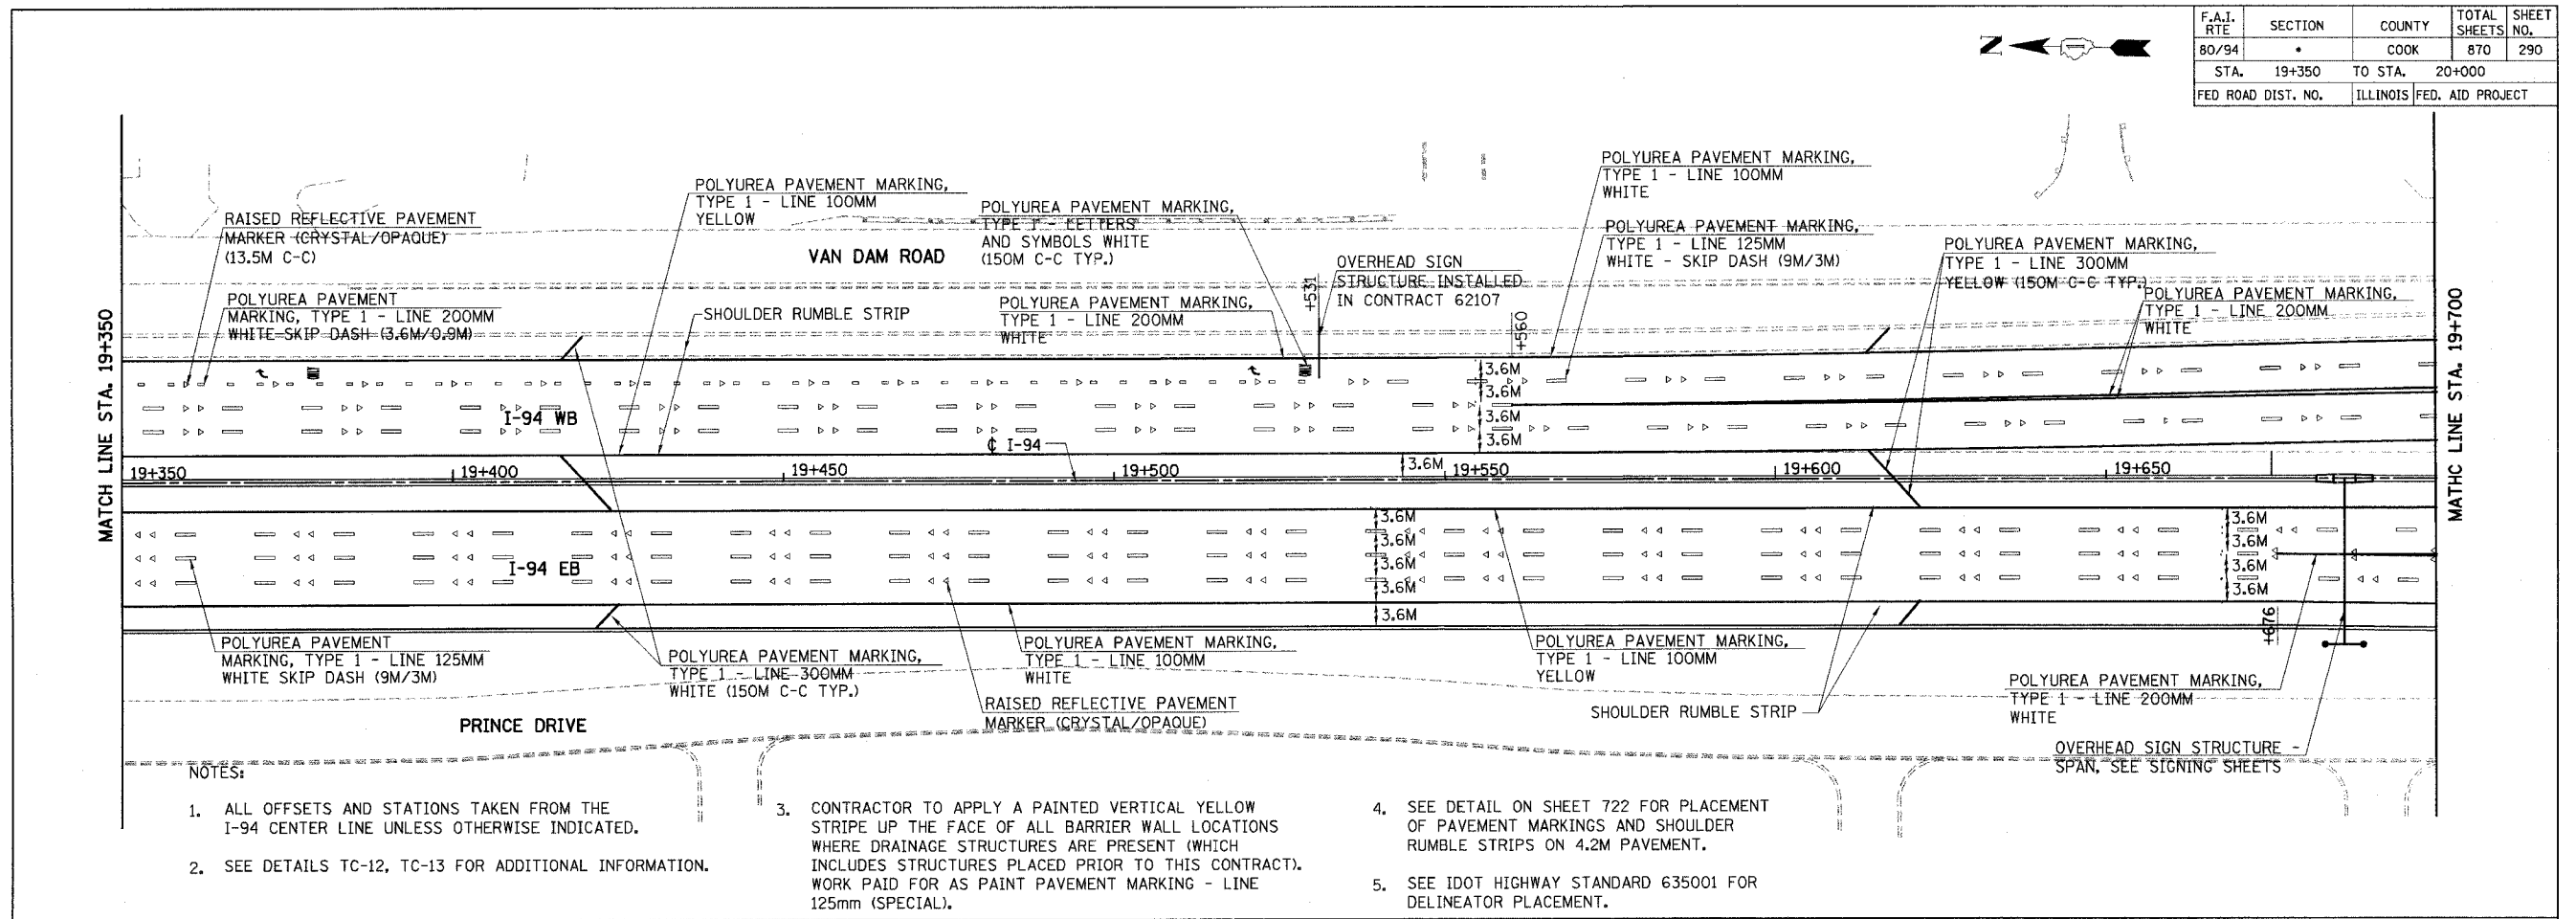 F.A.I. RTE SECTION COUNTY TOTAL SHEETS SHEET NO.
80/94 • COOK 870 290
STA. 19+350 TO STA. 20+000
FED ROAD DIST. NO. ILLINOIS FED. AID PROJECT
Z
MATCH LINE STA. 19+350
RAISED REFLECTIVE PAVEMENT
MARKER (CRYSTAL/OPAQUE)
(13.5M C-C)
POLYUREA PAVEMENT
MARKING, TYPE 1 - LINE 200MM
WHITE-SKIP DASH (3.6M/0.9M)
POLYUREA PAVEMENT MARKING,
TYPE 1 - LINE 100MM
YELLOW
SHOULDER RUMBLE STRIP
VAN DAM ROAD
POLYUREA PAVEMENT MARKING,
TYPE 1 - LETTERS
AND SYMBOLS WHITE
(150M C-C TYP.)
POLYUREA PAVEMENT MARKING,
TYPE 1 - LINE 200MM
WHITE
+531
OVERHEAD SIGN
STRUCTURE INSTALLED
IN CONTRACT 62107
+560
POLYUREA PAVEMENT MARKING,
TYPE 1 - LINE 100MM
WHITE
POLYUREA PAVEMENT MARKING,
TYPE 1 - LINE 125MM
WHITE - SKIP DASH (9M/3M)
POLYUREA PAVEMENT MARKING,
TYPE 1 - LINE 300MM
YELLOW (150M C-C TYP.)
POLYUREA PAVEMENT MARKING,
TYPE 1 - LINE 200MM
WHITE
MATHC LINE STA. 19+700
3.6M
3.6M
3.6M
3.6M
I-94 WB
℄ I-94
3.6M
19+350 19+400 19+450 19+500 19+550 19+600 19+650
3.6M
3.6M
3.6M
3.6M
3.6M
3.6M
3.6M
3.6M
3.6M
I-94 EB
+676
POLYUREA PAVEMENT
MARKING, TYPE 1 - LINE 125MM
WHITE SKIP DASH (9M/3M)
POLYUREA PAVEMENT MARKING,
TYPE 1 - LINE 300MM
WHITE (150M C-C TYP.)
POLYUREA PAVEMENT MARKING,
TYPE 1 - LINE 100MM
WHITE
RAISED REFLECTIVE PAVEMENT
MARKER (CRYSTAL/OPAQUE)
POLYUREA PAVEMENT MARKING,
TYPE 1 - LINE 100MM
YELLOW
SHOULDER RUMBLE STRIP
POLYUREA PAVEMENT MARKING,
TYPE 1 - LINE 200MM
WHITE
OVERHEAD SIGN STRUCTURE -
SPAN, SEE SIGNING SHEETS
PRINCE DRIVE
NOTES:
1. ALL OFFSETS AND STATIONS TAKEN FROM THE
I-94 CENTER LINE UNLESS OTHERWISE INDICATED.
2. SEE DETAILS TC-12, TC-13 FOR ADDITIONAL INFORMATION.
3. CONTRACTOR TO APPLY A PAINTED VERTICAL YELLOW
STRIPE UP THE FACE OF ALL BARRIER WALL LOCATIONS
WHERE DRAINAGE STRUCTURES ARE PRESENT (WHICH
INCLUDES STRUCTURES PLACED PRIOR TO THIS CONTRACT).
WORK PAID FOR AS PAINT PAVEMENT MARKING - LINE
125mm (SPECIAL).
4. SEE DETAIL ON SHEET 722 FOR PLACEMENT
OF PAVEMENT MARKINGS AND SHOULDER
RUMBLE STRIPS ON 4.2M PAVEMENT.
5. SEE IDOT HIGHWAY STANDARD 635001 FOR
DELINEATOR PLACEMENT.